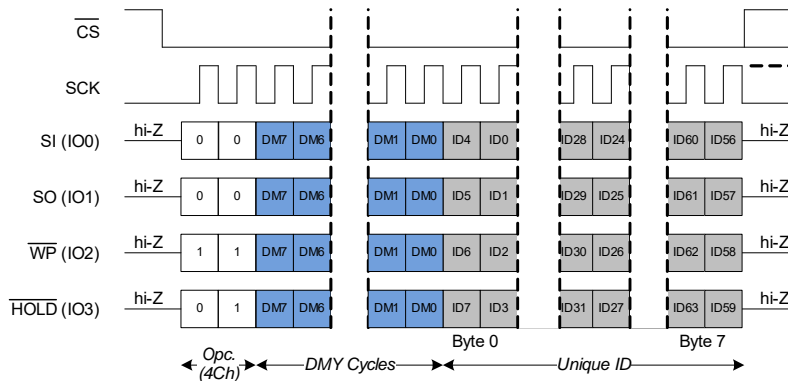 CS
SCK
hi-Z
SI (IO0) 0 0 DM7 DM6 DM1 DM0 ID4 ID0 ID28 ID24 ID60 ID56 hi-Z
hi-Z
SO (IO1) 0 0 DM7 DM6 DM1 DM0 ID5 ID1 ID29 ID25 ID61 ID57 hi-Z
hi-Z
WP (IO2) 1 1 DM7 DM6 DM1 DM0 ID6 ID2 ID30 ID26 ID62 ID58 hi-Z
hi-Z
HOLD (IO3) 0 1 DM7 DM6 DM1 DM0 ID7 ID3 ID31 ID27 ID63 ID59 hi-Z
Byte 0 Byte 7
Opc. DMY Cycles Unique ID
(4Ch)